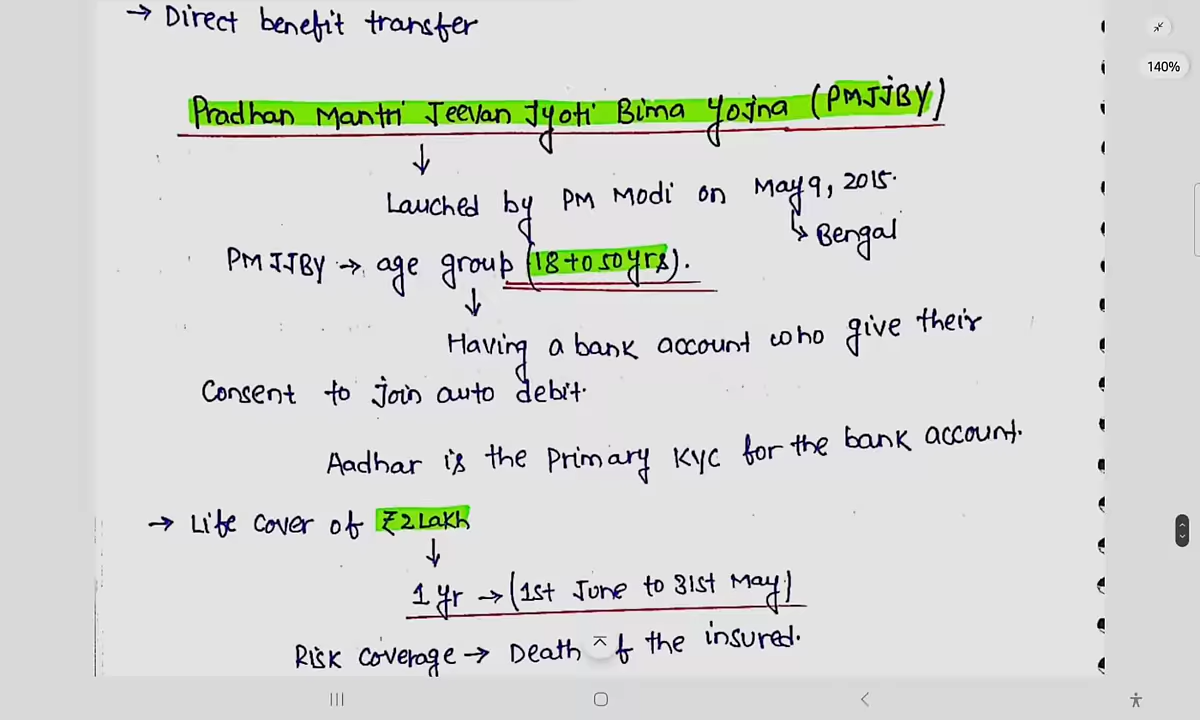 → Direct benefit transfer
140%
Pradhan Mantri Jeevan Jyoti Bima Yojna (PMJJBY)
↓
Lauched by PM Modi on May 9, 2015.
↳ Bengal
PMJJBY → age group (18 to 50 yrs).
↓
Having a bank account who give their
Consent to join auto debit.
Aadhar is the Primary KYC for the bank account.
→ Life cover of ₹2 Lakh
↓
1 yr → (1st June to 31st May)
Risk coverage → Death of the insured.